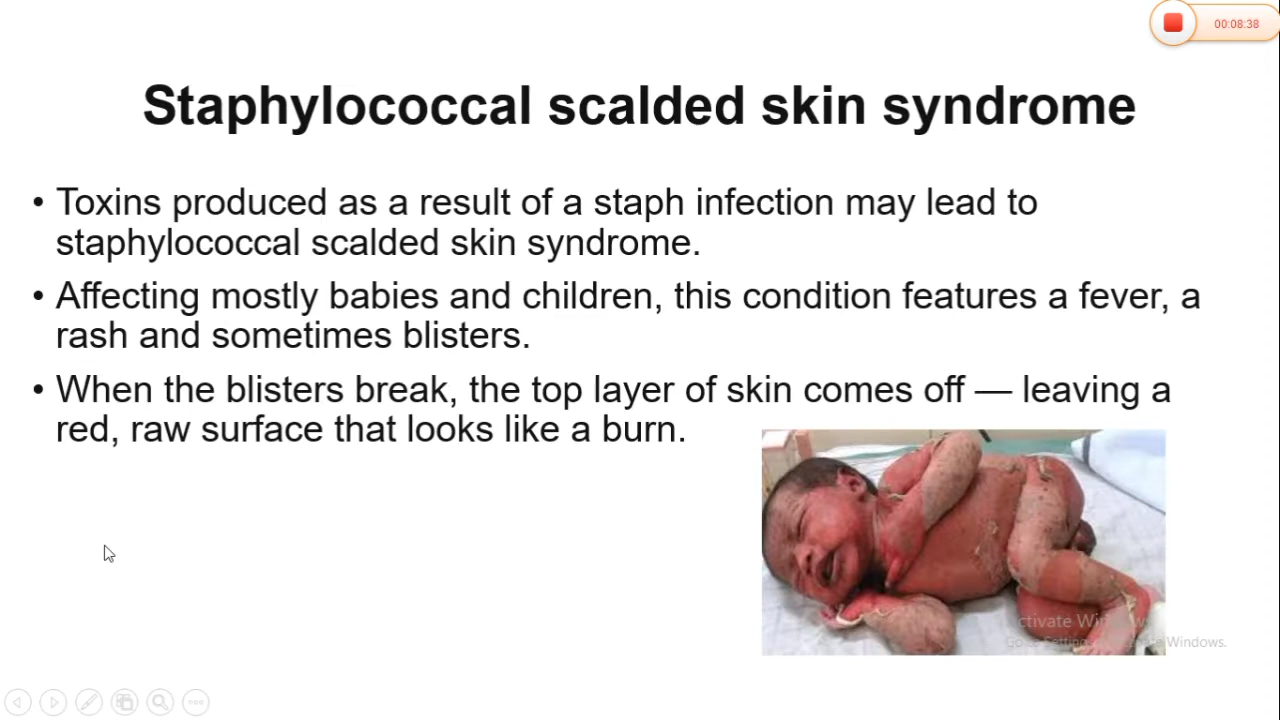 00:08:38
Staphylococcal scalded skin syndrome
• Toxins produced as a result of a staph infection may lead to
staphylococcal scalded skin syndrome.
• Affecting mostly babies and children, this condition features a fever, a
rash and sometimes blisters.
• When the blisters break, the top layer of skin comes off — leaving a
red, raw surface that looks like a burn.
Activate Windows
Go to Settings to activate Windows.